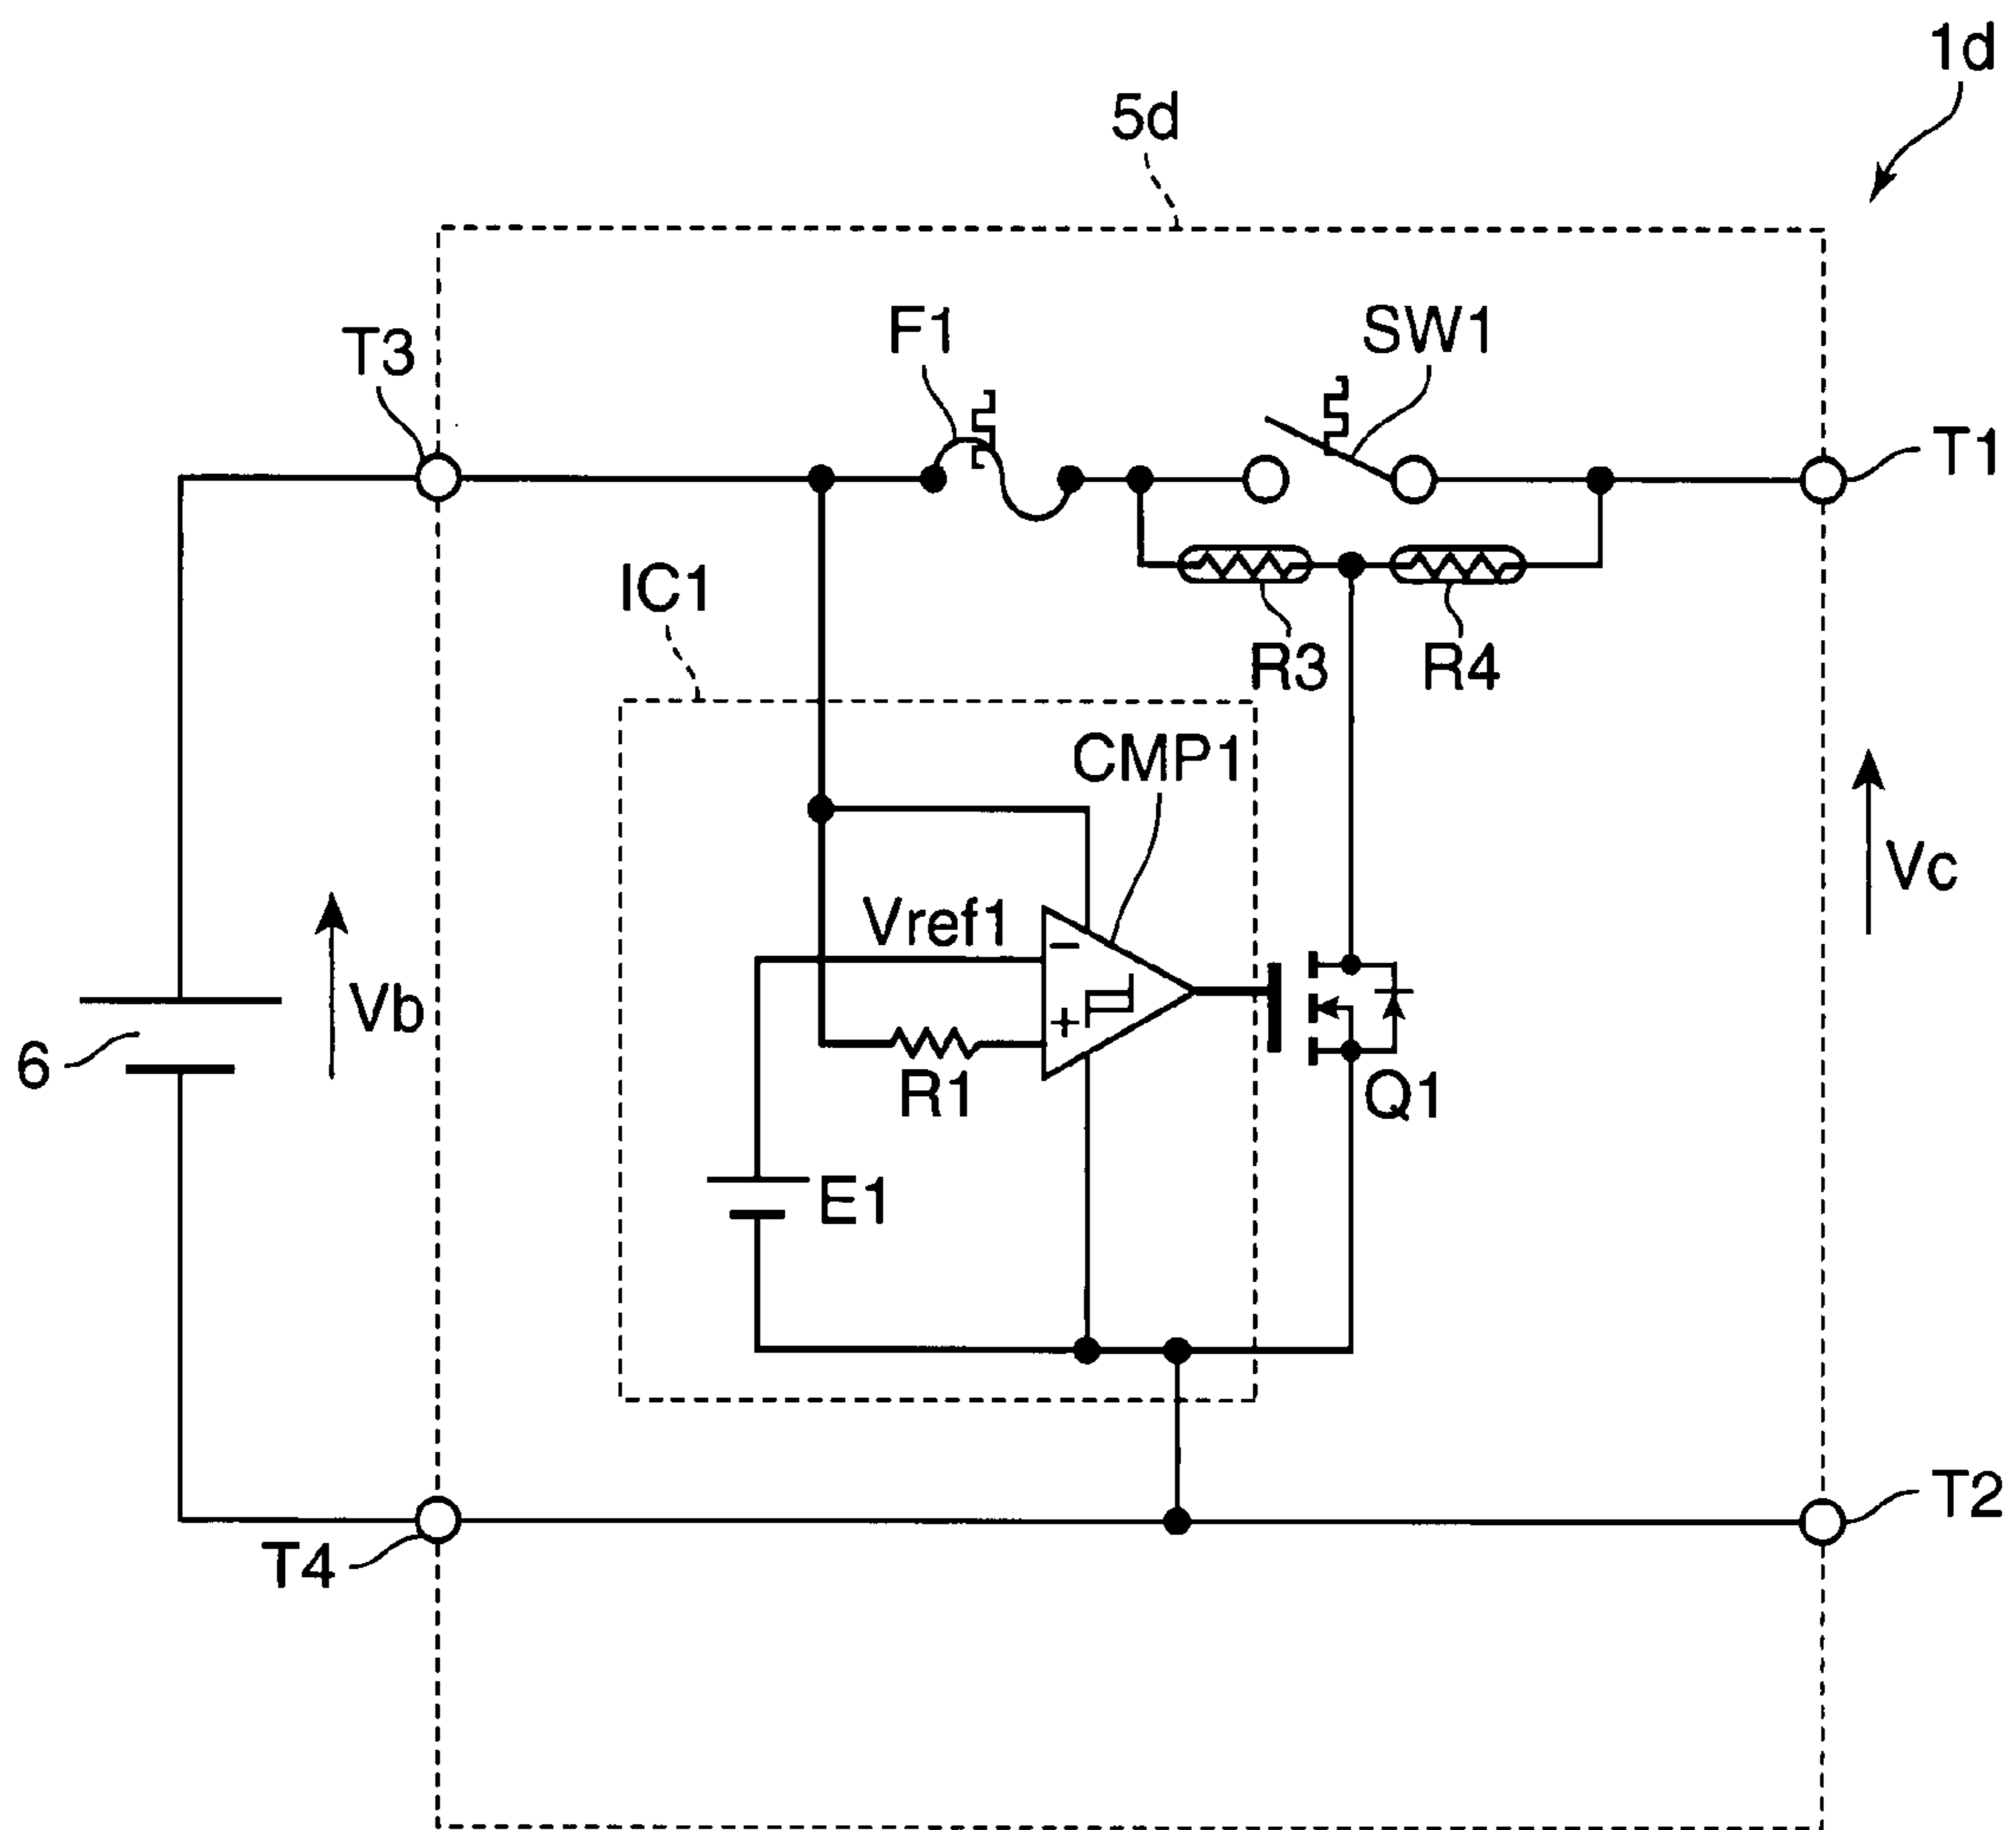 1d
5d
F1
SW1
T3
T1
IC1
R3
R4
CMP1
Vref1
Vc
Vb
6
−
+
R1
Q1
E1
T2
T4